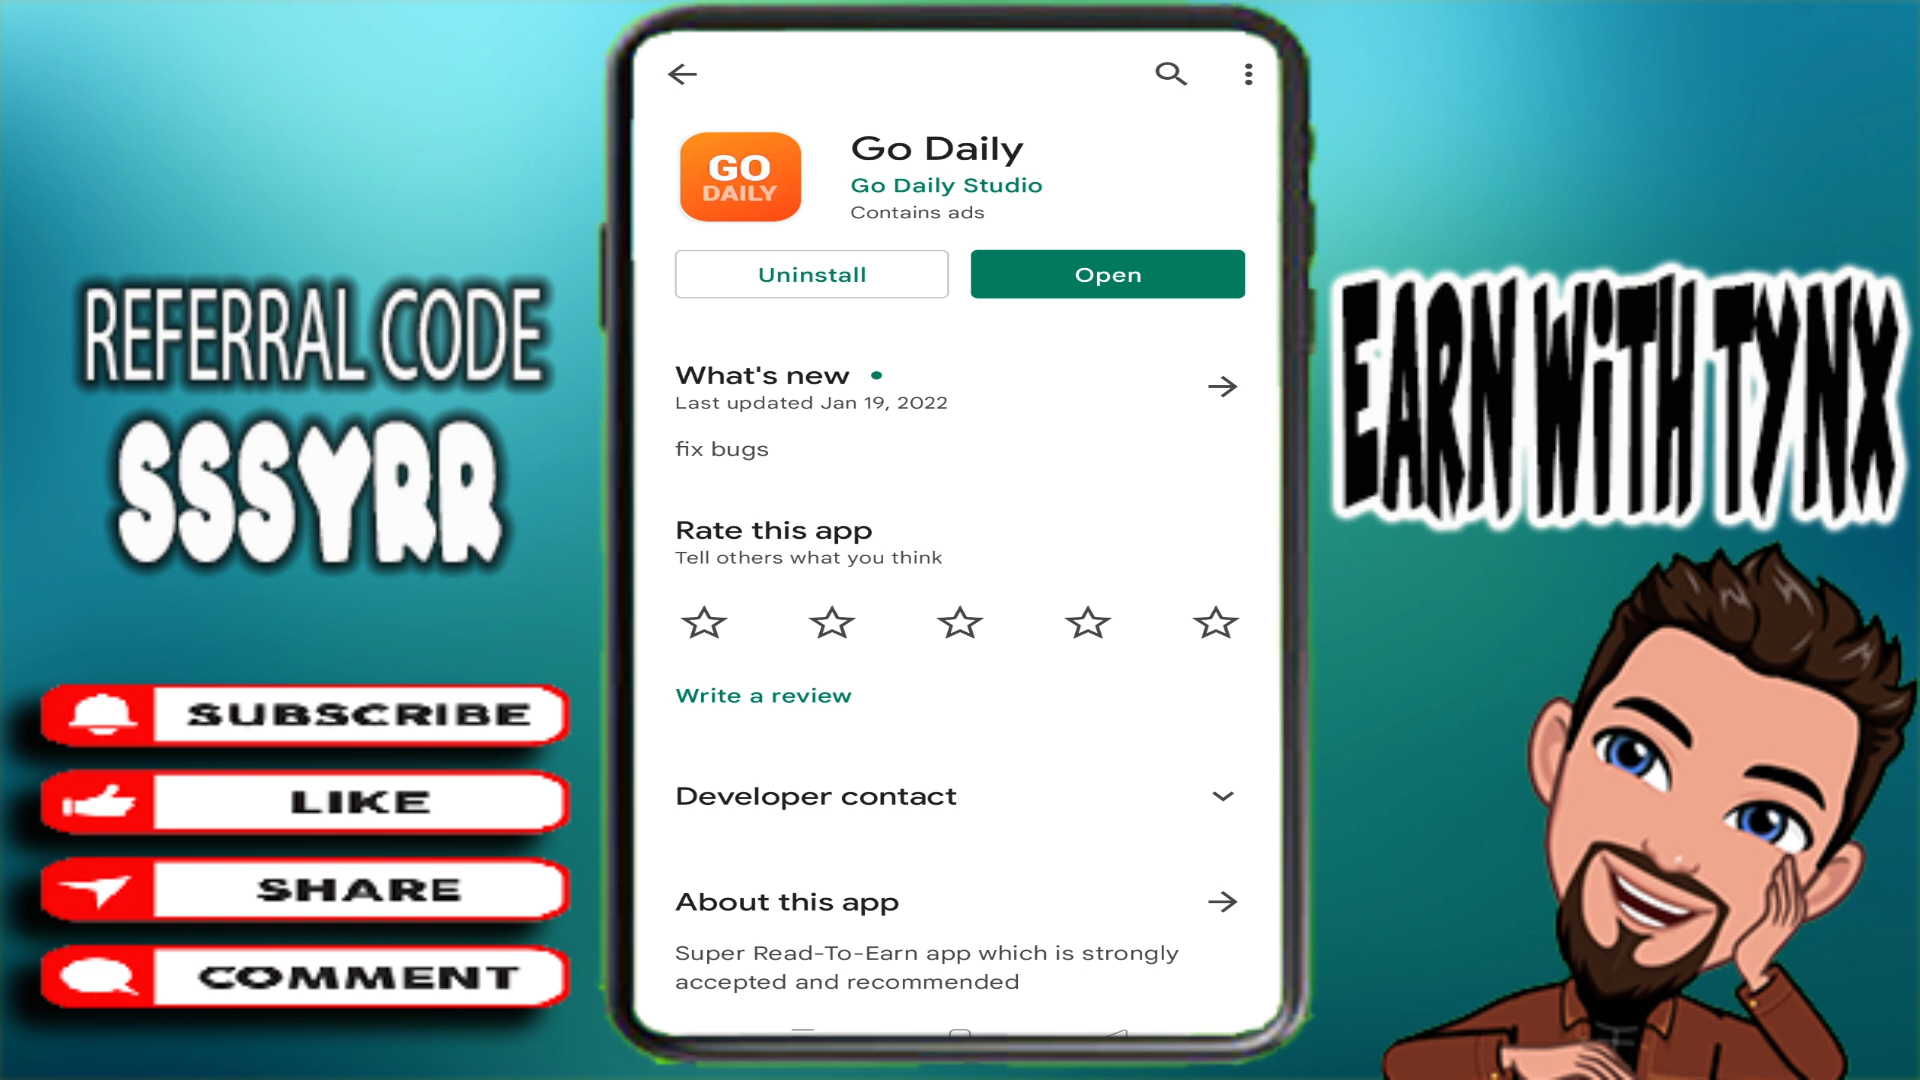 REFERRAL CODE
SSSYRR
SUBSCRIBE
LIKE
SHARE
COMMENT
GO
DAILY
Go Daily
Go Daily Studio
Contains ads
Uninstall
Open
What's new
Last updated Jan 19, 2022
fix bugs
Rate this app
Tell others what you think
Write a review
Developer contact
About this app
Super Read-To-Earn app which is strongly
accepted and recommended
EARN WiTH TYNX